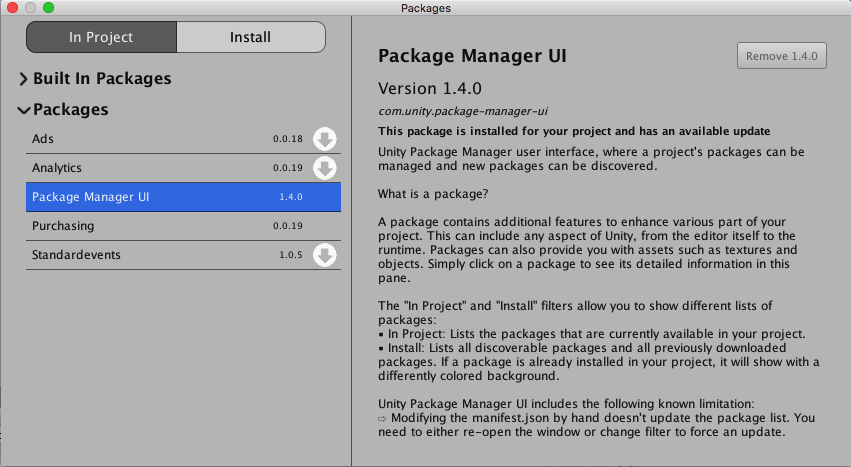 Packages
In Project
Install
Built In Packages
Packages
Ads 0.0.18
Analytics 0.0.19
Package Manager UI 1.4.0
Purchasing 0.0.19
Standardevents 1.0.5
Package Manager UI
Remove 1.4.0
Version 1.4.0
com.unity.package-manager-ui
This package is installed for your project and has an available update
Unity Package Manager user interface, where a project's packages can be
managed and new packages can be discovered.
What is a package?
A package contains additional features to enhance various part of your
project. This can include any aspect of Unity, from the editor itself to the
runtime. Packages can also provide you with assets such as textures and
objects. Simply click on a package to see its detailed information in this
pane.
The "In Project" and "Install" filters allow you to show different lists of
packages:
▪ In Project: Lists the packages that are currently available in your project.
▪ Install: Lists all discoverable packages and all previously downloaded
packages. If a package is already installed in your project, it will show with a
differently colored background.
Unity Package Manager UI includes the following known limitation:
⇨ Modifying the manifest.json by hand doesn't update the package list. You
need to either re-open the window or change filter to force an update.